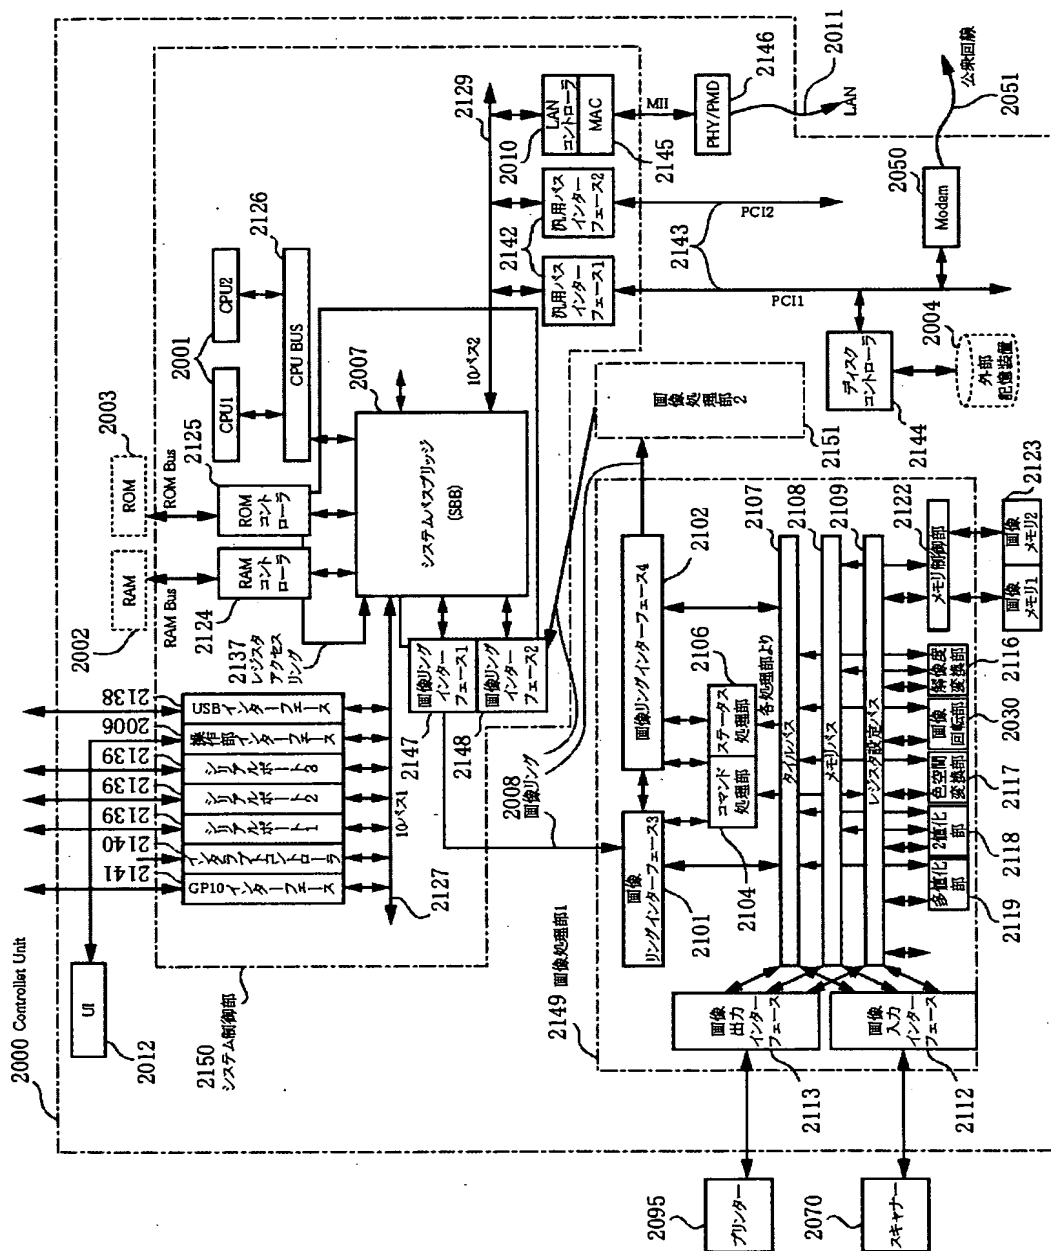 2000 Controllet Unit
2012
UI
2150
システム制御部
2141
2140
2139
2139
2139
2006
2138
GP10インターフェース
インタラプトコントローラ
シリアルポート1
シリアルポート2
シリアルポート3
操作部インターフェース
USBインターフェース
10バス1
2127
2002
RAM
RAM Bus
2124
RAM
コントローラ
2003
ROM
ROM Bus
2125
ROM
コントローラ
2137
レジスタ
アクセス
リング
2001
CPU1
CPU2
2126
CPU BUS
2007
システムバスブリッジ
(SBB)
10バス2
2129
2147
画像リング
インター
フェース1
2148
画像リング
インター
フェース2
2008
画像リング
2142
汎用バス
インター
フェース1
汎用バス
インター
フェース2
2010
LAN
コントローラ
MAC
2145
MII
2146
PHY/PMD
2011
LAN
PCI1
PCI2
2143
2050
Modem
2051
公衆回線
2144
ディスク
コントローラ
2004
外部
記憶装置
2151
画像処理部2
2149 画像処理部1
2101
画像
リングインターフェース3
2102
画像リングインターフェース4
2104
コマンド
処理部
2106
ステータス
処理部
各処理部より
2107
タイルバス
2108
メモリバス
2109
レジスタ設定バス
2122
メモリ制御部
2123
画像
メモリ1
画像
メモリ2
2116
解像度
変換部
2030
画像
回転部
2117
色空間
変換部
2118
2値化
部
2119
多値化
部
2113
画像
出力
インター
フェース
2112
画像
入力
インター
フェース
2095
プリンター
2070
スキャナー